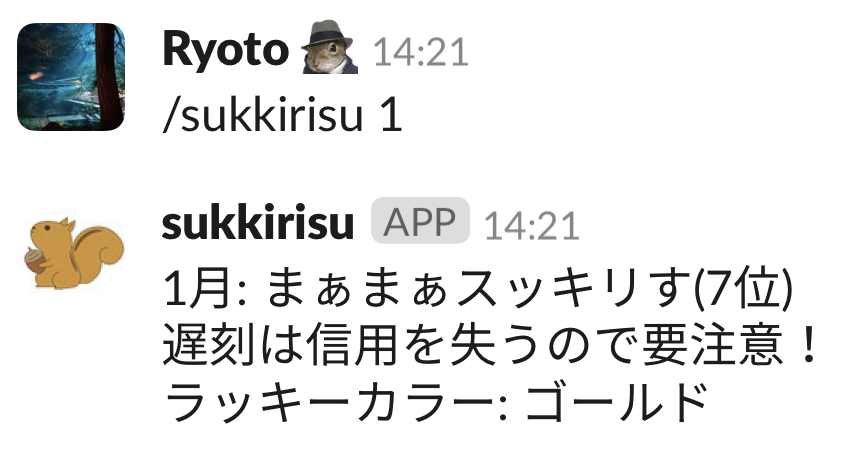 Ryoto 14:21
/sukkirisu 1
sukkirisu APP 14:21
1月: まぁまぁスッキりす(7位)
遅刻は信用を失うので要注意！
ラッキーカラー: ゴールド